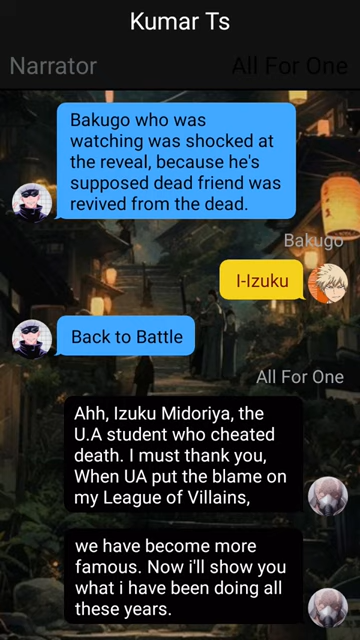 Kumar Ts
Narrator
All For One
Bakugo who was
watching was shocked at
the reveal, because he's
supposed dead friend was
revived from the dead.
Bakugo
I-Izuku
Back to Battle
All For One
Ahh, Izuku Midoriya, the
U.A student who cheated
death. I must thank you,
When UA put the blame on
my League of Villains,
we have become more
famous. Now i'll show you
what i have been doing all
these years.